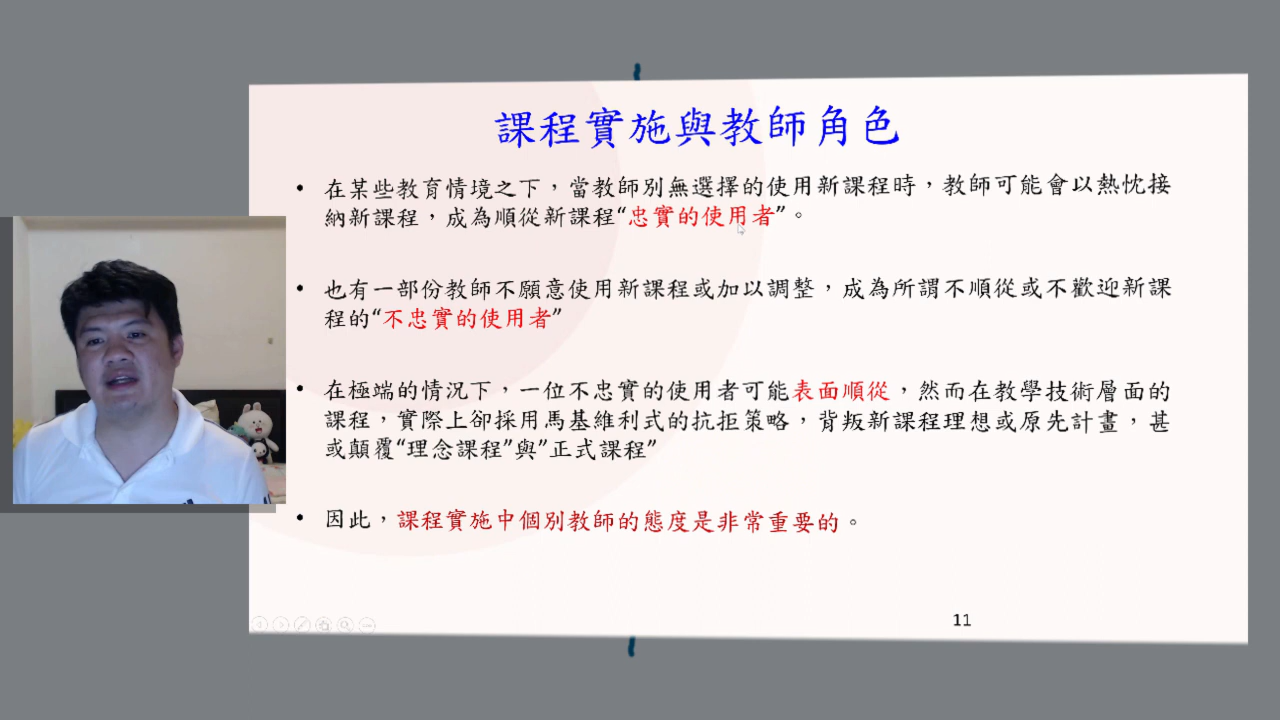 課程實施與教師角色
• 在某些教育情境之下，當教師別無選擇的使用新課程時，教師可能會以熱忱接
納新課程，成為順從新課程“忠實的使用者”。
• 也有一部份教師不願意使用新課程或加以調整，成為所謂不順從或不歡迎新課
程的“不忠實的使用者”
• 在極端的情況下，一位不忠實的使用者可能表面順從，然而在教學技術層面的
課程，實際上卻採用馬基維利式的抗拒策略，背叛新課程理想或原先計畫，甚
或顛覆“理念課程”與”正式課程”
• 因此，課程實施中個別教師的態度是非常重要的。
11